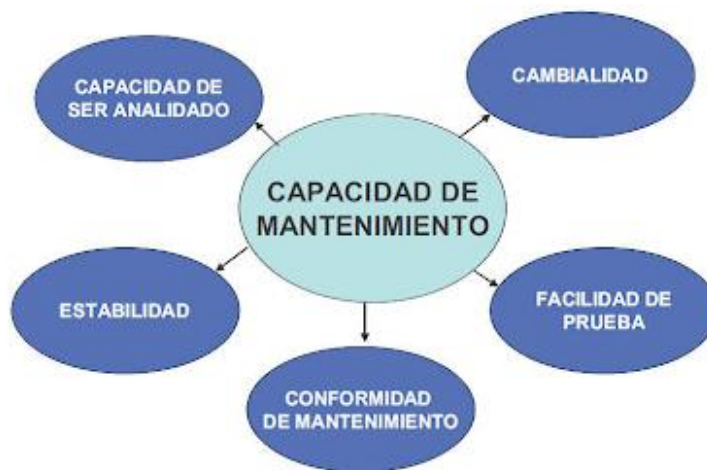 CAPACIDAD DE
SER ANALIDADO
CAMBIALIDAD
CAPACIDAD DE
MANTENIMIENTO
ESTABILIDAD
FACILIDAD DE
PRUEBA
CONFORMIDAD
DE MANTENIMIENTO